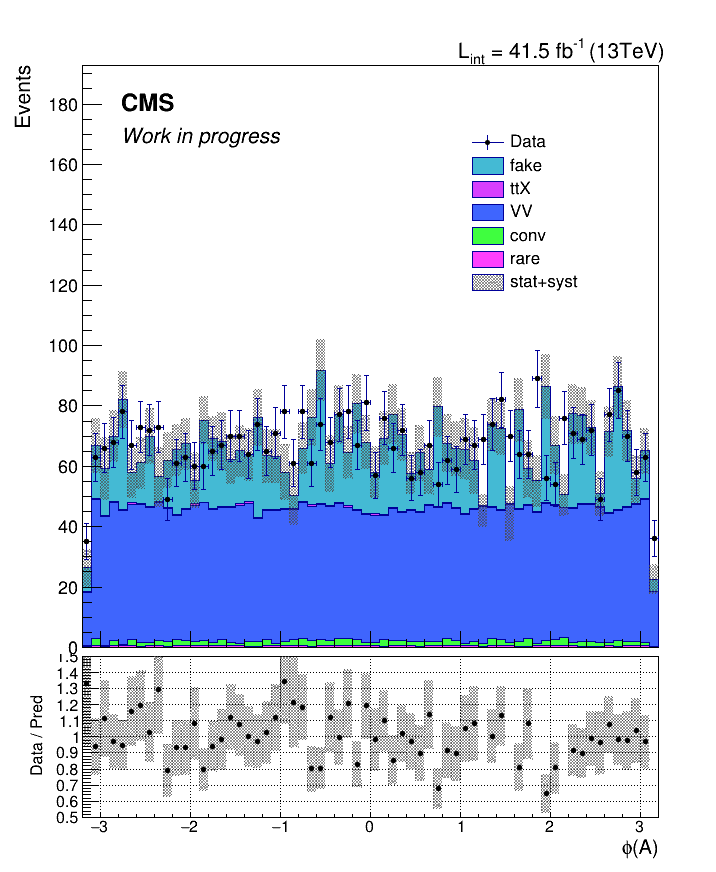 L_int = 41.5 fb^-1 (13TeV)
Events
CMS
Work in progress
Data
fake
ttX
VV
conv
rare
stat+syst
180
160
140
120
100
80
60
40
20
0
1.5
1.4
1.3
1.2
1.1
1
0.9
0.8
0.7
0.6
0.5
Data / Pred
−3 −2 −1 0 1 2 3
ϕ(A)